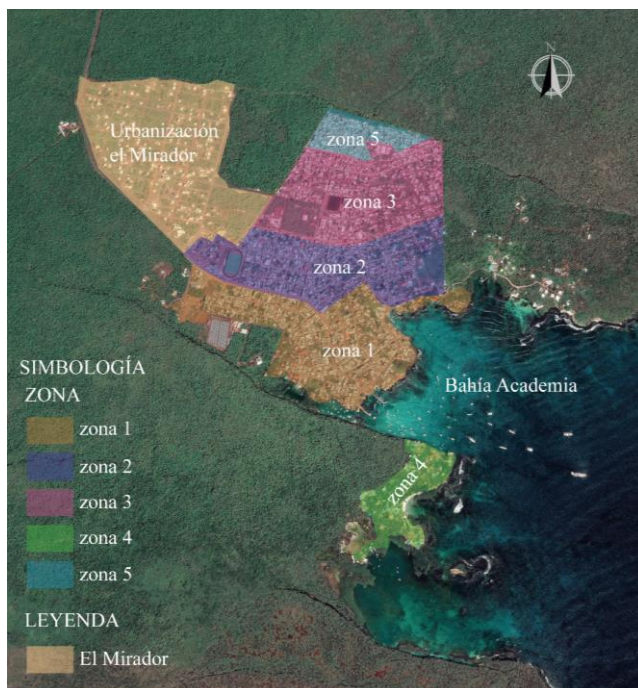 N
Urbanización
el Mirador
zona 5
zona 3
zona 2
zona 1
Bahía Academia
zona 4
SIMBOLOGÍA
ZONA
zona 1
zona 2
zona 3
zona 4
zona 5
LEYENDA
El Mirador